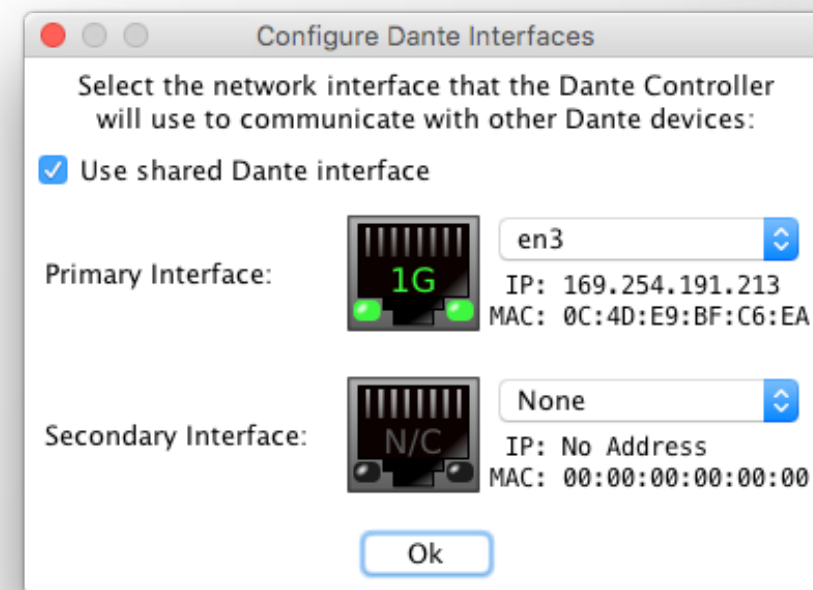 Configure Dante Interfaces
Select the network interface that the Dante Controller
will use to communicate with other Dante devices:
Use shared Dante interface
Primary Interface:
1G
en3
IP: 169.254.191.213
MAC: 0C:4D:E9:BF:C6:EA
Secondary Interface:
N/C
None
IP: No Address
MAC: 00:00:00:00:00:00
Ok